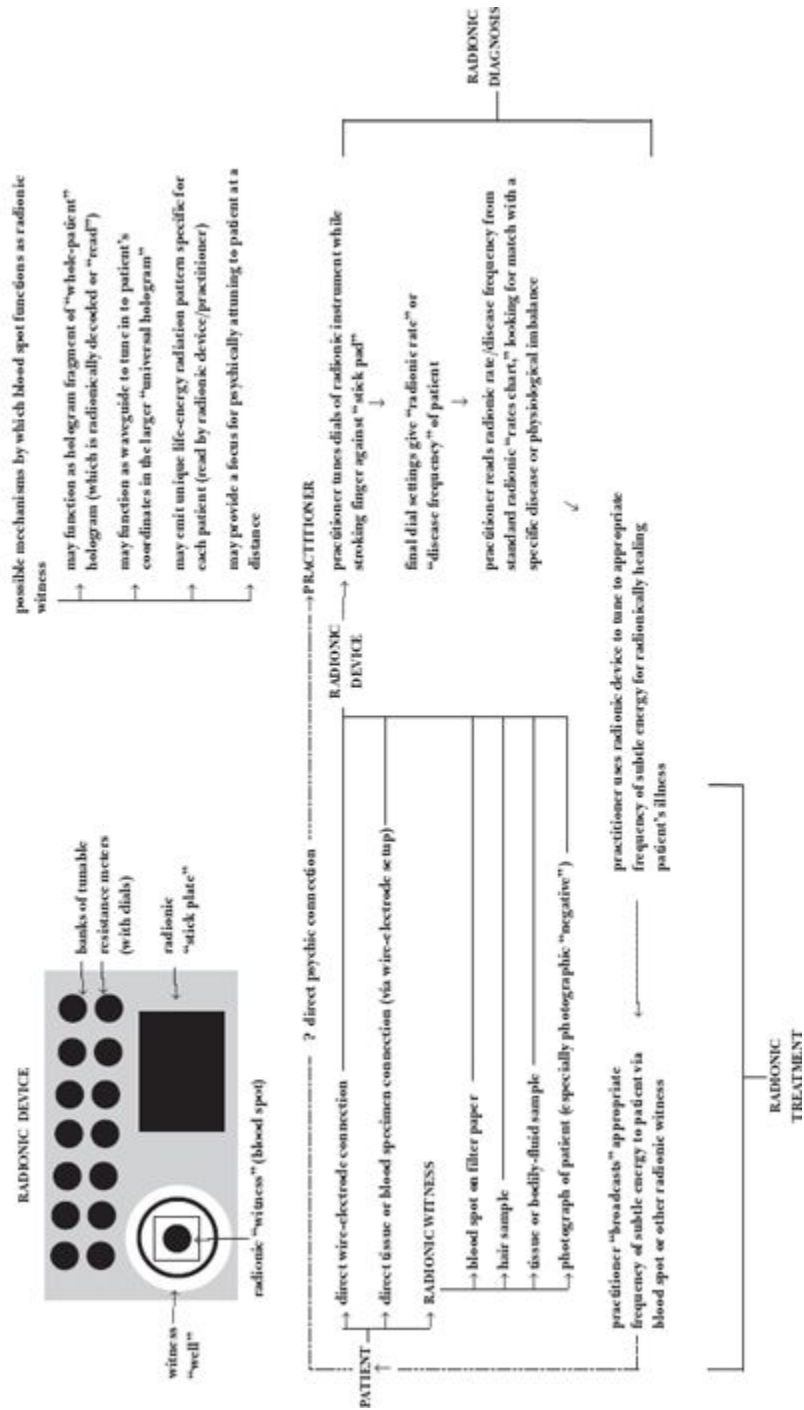 RADIONIC DEVICE
banks of tunable
resistance meters
(with dials)
radionic
“stick plate”
witness
“well”
radionic “witness” (blood spot)
possible mechanisms by which blood spot functions as radionic
witness
may function as hologram fragment of “whole-patient”
hologram (which is radionically decoded or “read”)
may function as waveguide to tune in to patient’s
coordinates in the larger “universal hologram”
may emit unique life-energy radiation pattern specific for
each patient (read by radionic device/practitioner)
may provide a focus for psychically attuning to patient at a
distance
? direct psychic connection
PRACTITIONER
PATIENT
direct wire-electrode connection
direct tissue or blood specimen connection (via wire-electrode setup)
RADIONIC WITNESS
blood spot on filter paper
hair sample
tissue or bodily-fluid sample
photograph of patient (especially photographic “negative”)
RADIONIC
DEVICE
practitioner tunes dials of radionic instrument while
stroking finger against “stick pad”
final dial settings give “radionic rate” or
“disease frequency” of patient
practitioner reads radionic rate/disease frequency from
standard radionic “rates chart,” looking for match with a
specific disease or physiological imbalance
RADIONIC
DIAGNOSIS
practitioner uses radionic device to tune to appropriate
frequency of subtle energy for radionically healing
patient’s illness
practitioner “broadcasts” appropriate
frequency of subtle energy to patient via
blood spot or other radionic witness
RADIONIC
TREATMENT